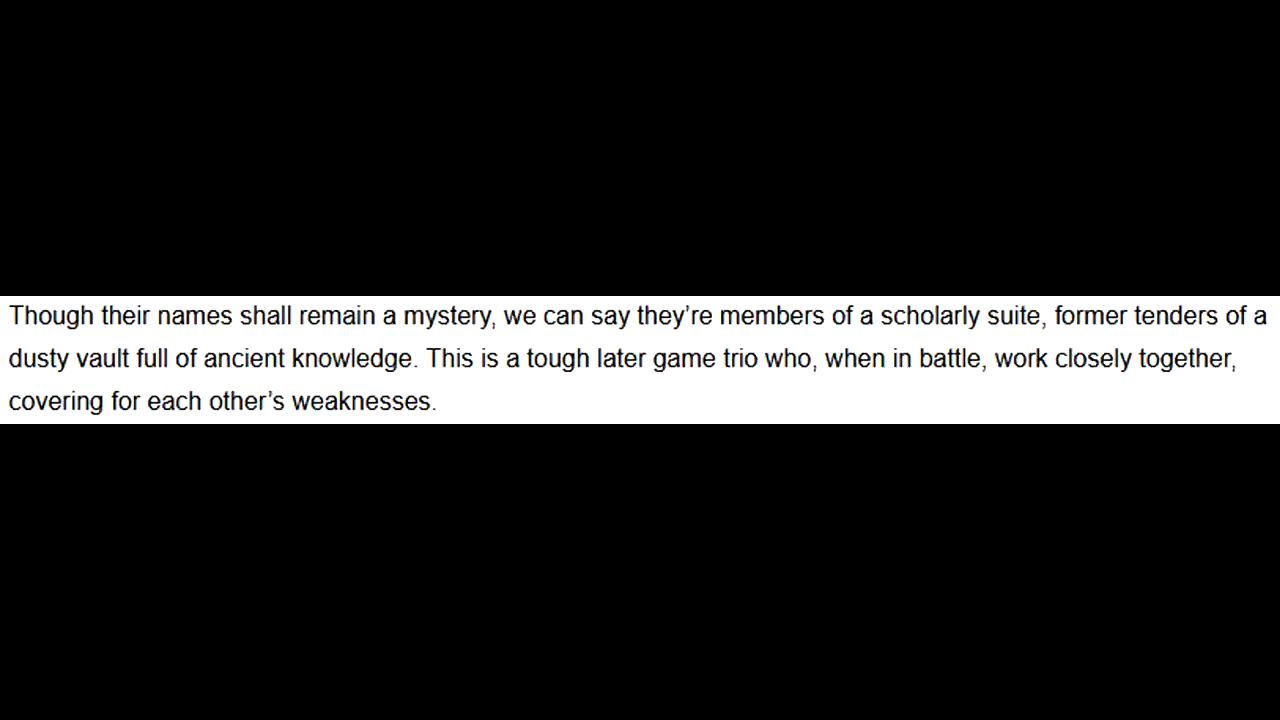 Though their names shall remain a mystery, we can say they’re members of a scholarly suite, former tenders of a
dusty vault full of ancient knowledge. This is a tough later game trio who, when in battle, work closely together,
covering for each other’s weaknesses.